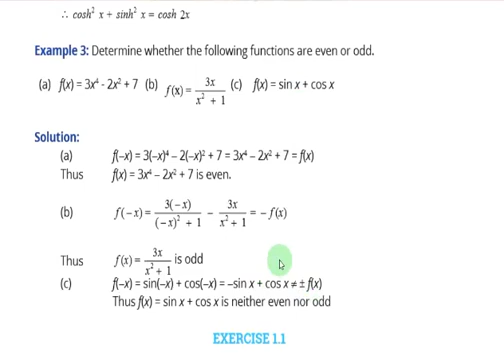 ∴ cosh² x + sinh² x = cosh 2x
Example 3: Determine whether the following functions are even or odd.
(a) f(x) = 3x⁴ - 2x² + 7 (b) f(x) = 3x / (x² + 1) (c) f(x) = sin x + cos x
Solution:
(a) f(–x) = 3(–x)⁴ – 2(–x)² + 7 = 3x⁴ – 2x² + 7 = f(x)
Thus f(x) = 3x⁴ – 2x² + 7 is even.
(b) f(–x) = 3(–x) / ((–x)² + 1) – 3x / (x² + 1) = – f(x)
Thus f(x) = 3x / (x² + 1) is odd
(c) f(–x) = sin(–x) + cos(–x) = –sin x + cos x ≠ ± f(x)
Thus f(x) = sin x + cos x is neither even nor odd
EXERCISE 1.1